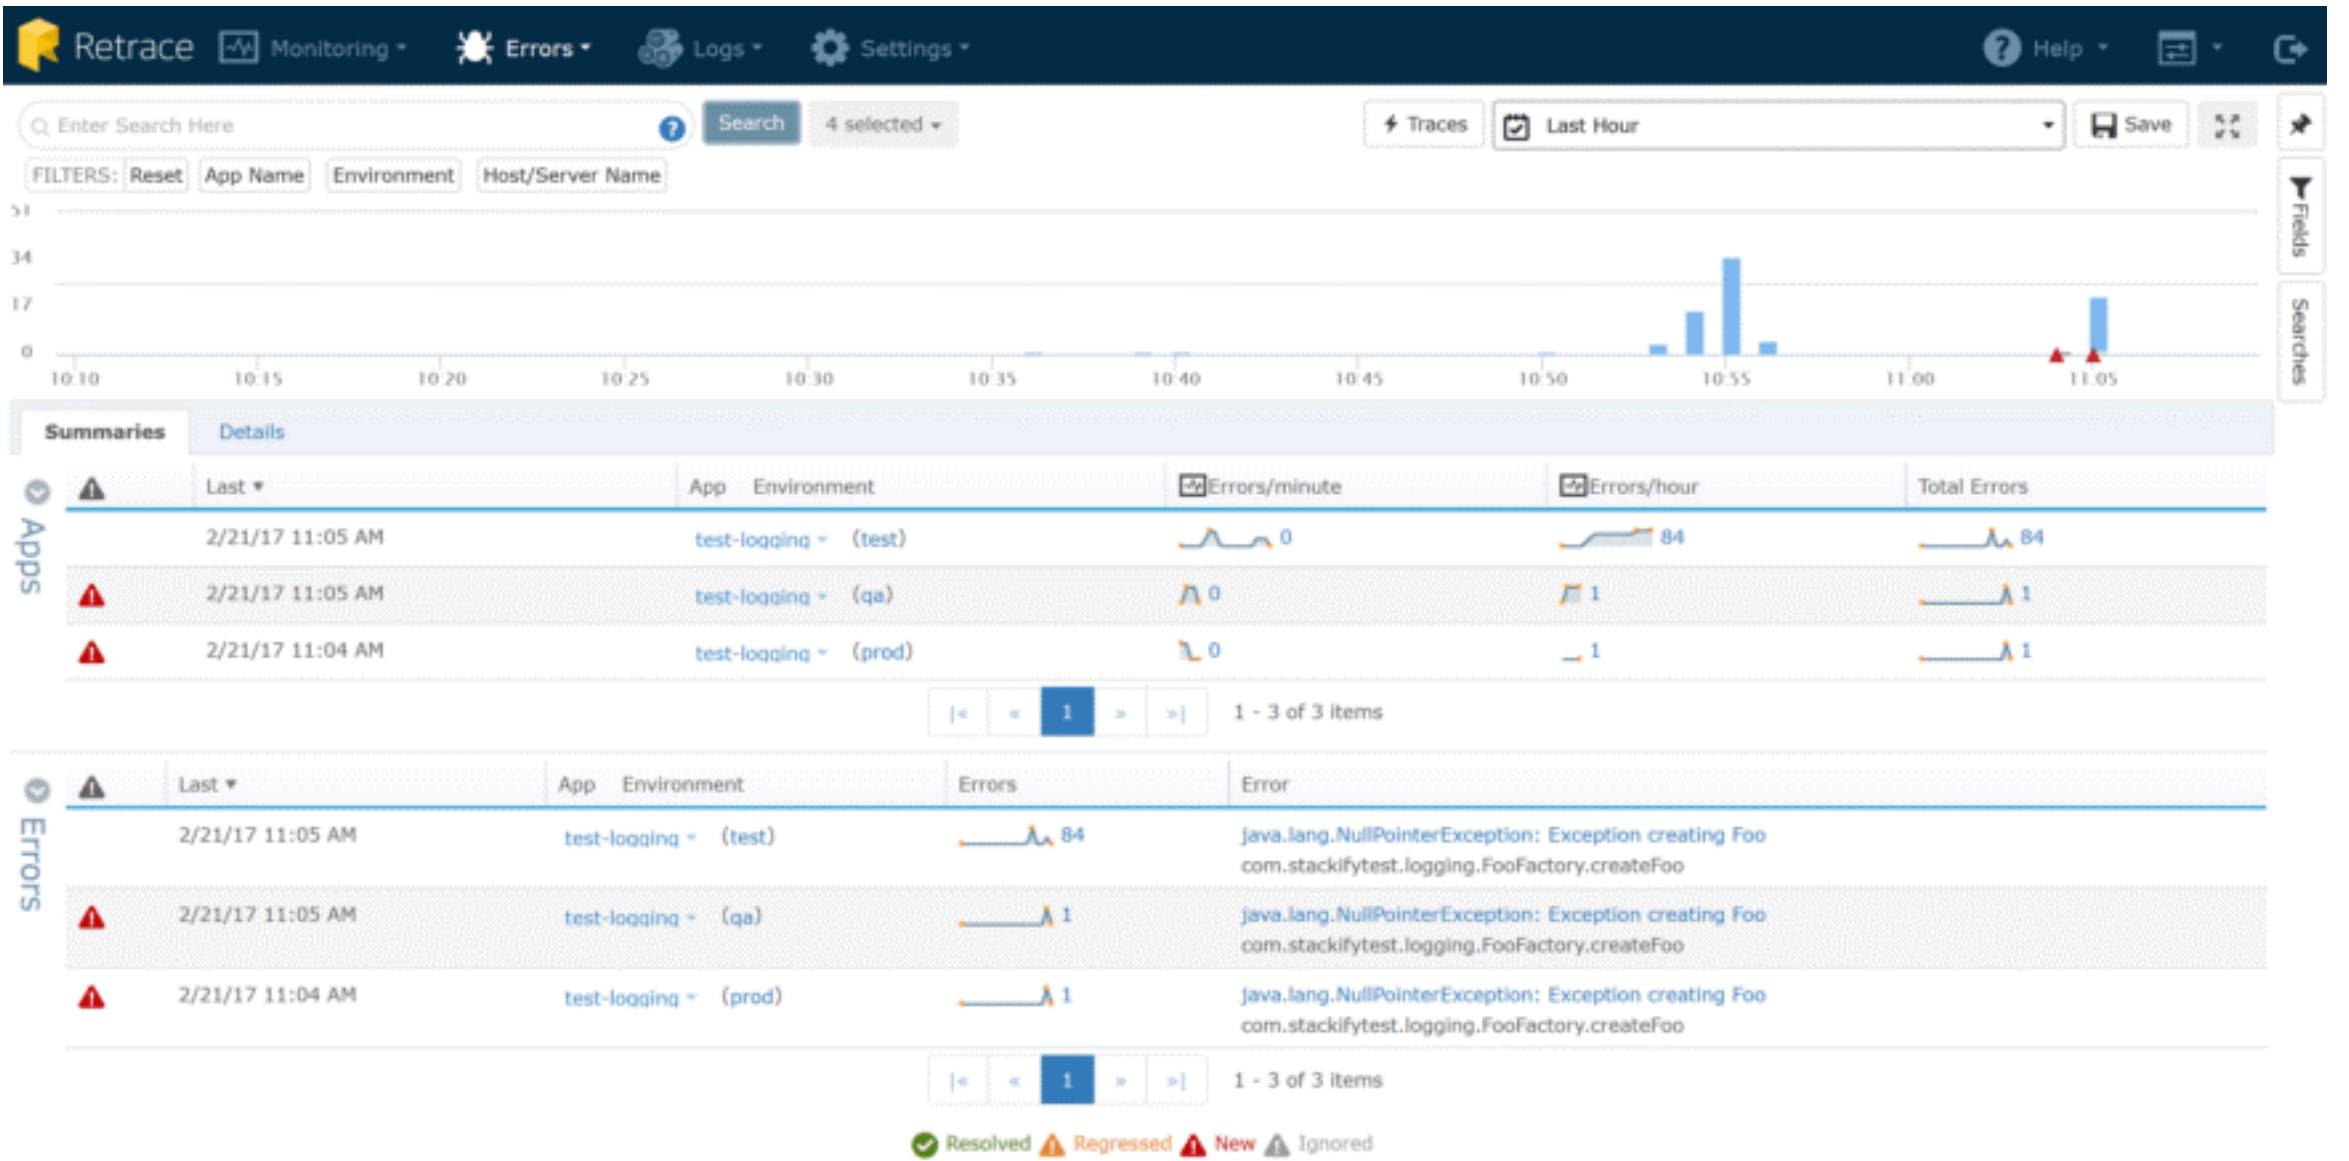 Retrace Monitoring Errors Logs Settings Help
Enter Search Here ? Search 4 selected Traces Last Hour Save
FILTERS: Reset App Name Environment Host/Server Name
Fields
Searches
51
34
17
0
10:10 10:15 10:20 10:25 10:30 10:35 10:40 10:45 10:50 10:55 11:00 11:05
Summaries Details
Apps
Last App Environment Errors/minute Errors/hour Total Errors
2/21/17 11:05 AM test-logging (test) 0 84 84
2/21/17 11:05 AM test-logging (qa) 0 1 1
2/21/17 11:04 AM test-logging (prod) 0 1 1
|« « 1 » »| 1 - 3 of 3 items
Errors
Last App Environment Errors Error
2/21/17 11:05 AM test-logging (test) 84 java.lang.NullPointerException: Exception creating Foo
com.stackifytest.logging.FooFactory.createFoo
2/21/17 11:05 AM test-logging (qa) 1 java.lang.NullPointerException: Exception creating Foo
com.stackifytest.logging.FooFactory.createFoo
2/21/17 11:04 AM test-logging (prod) 1 java.lang.NullPointerException: Exception creating Foo
com.stackifytest.logging.FooFactory.createFoo
|« « 1 » »| 1 - 3 of 3 items
Resolved Regressed New Ignored